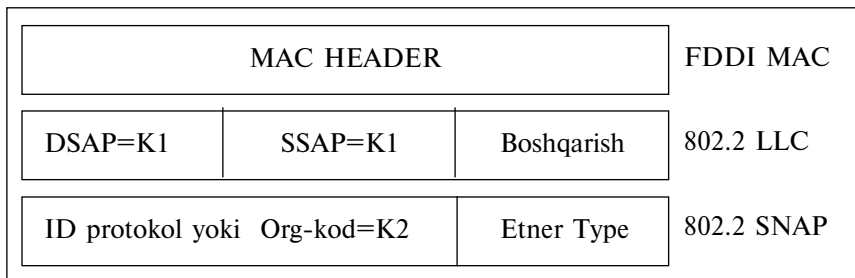 MAC HEADER FDDI MAC
DSAP=K1 SSAP=K1 Boshqarish 802.2 LLC
ID protokol yoki Org-kod=K2 Etner Type 802.2 SNAP